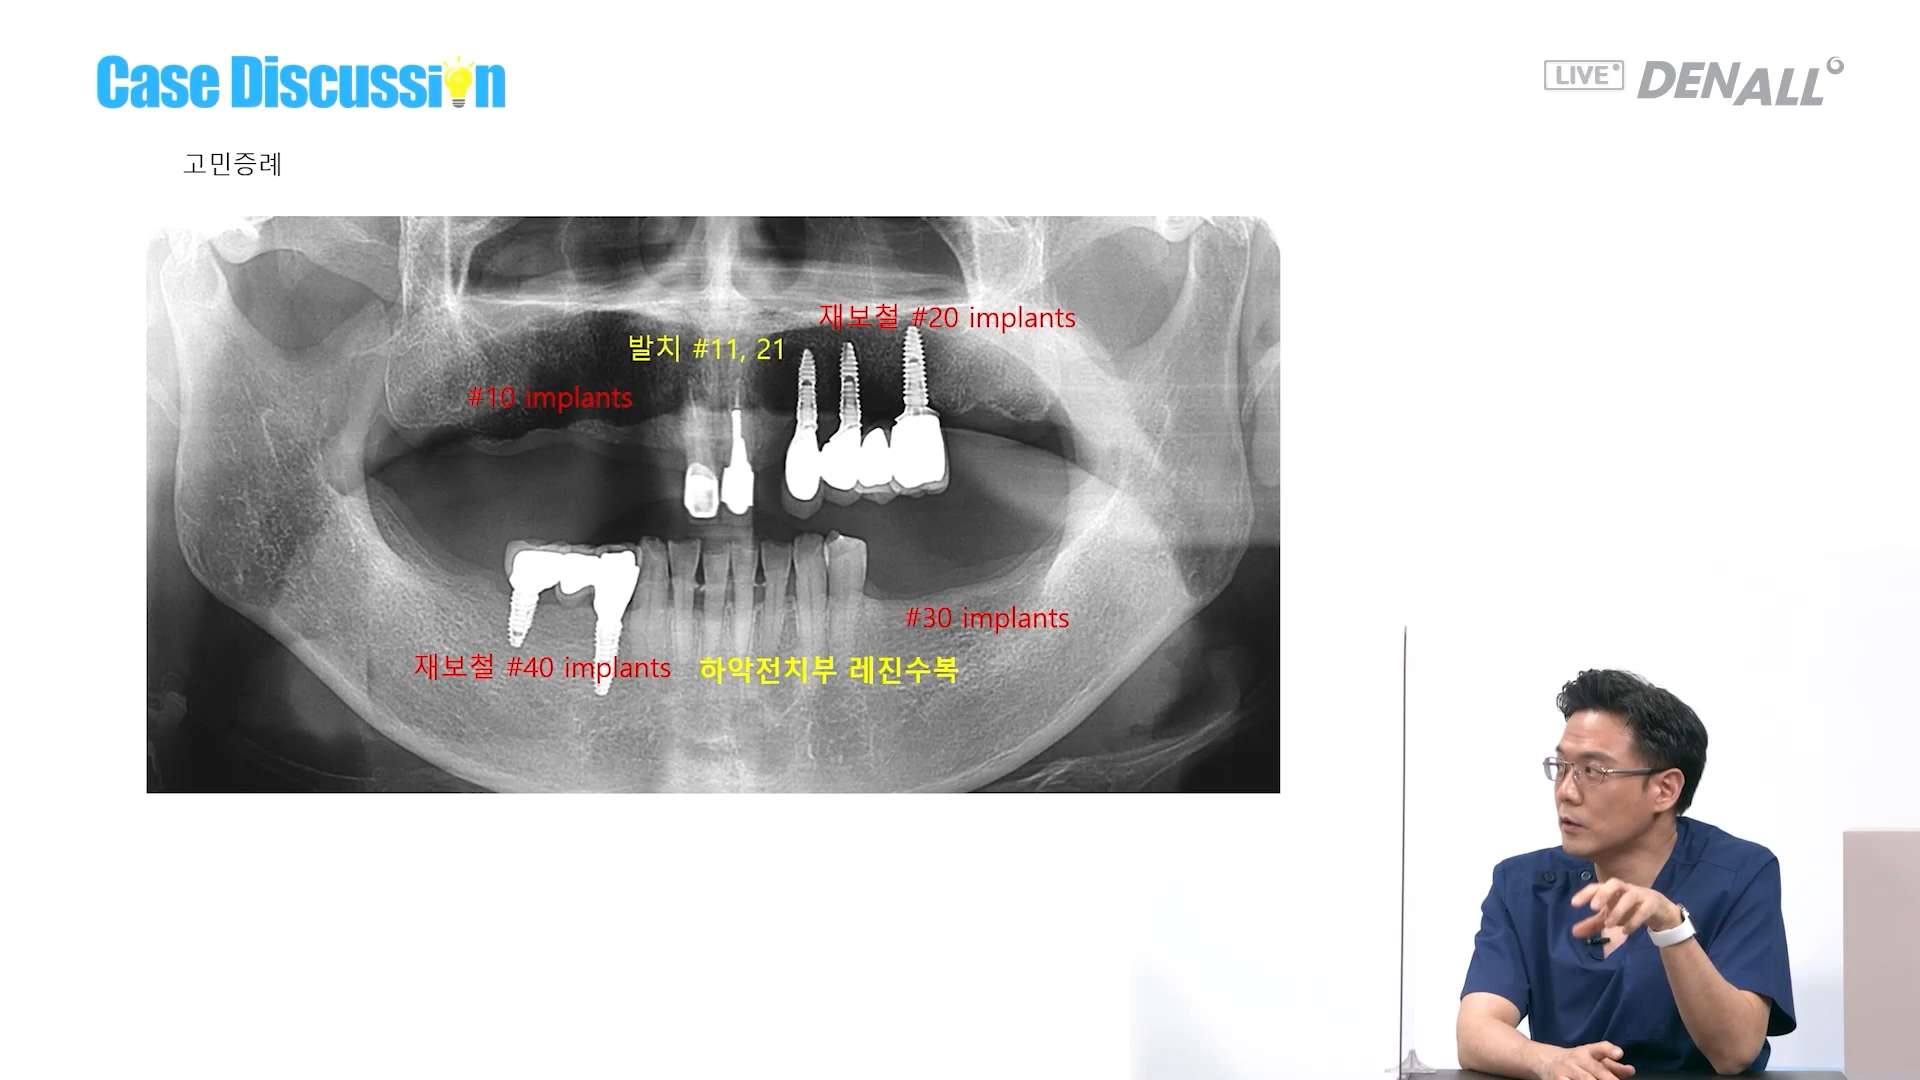 Case Discussion
LIVE DENALL
고민증례
재보철 #20 implants
발치 #11, 21
#10 implants
#30 implants
재보철 #40 implants
하악전치부 레진수복